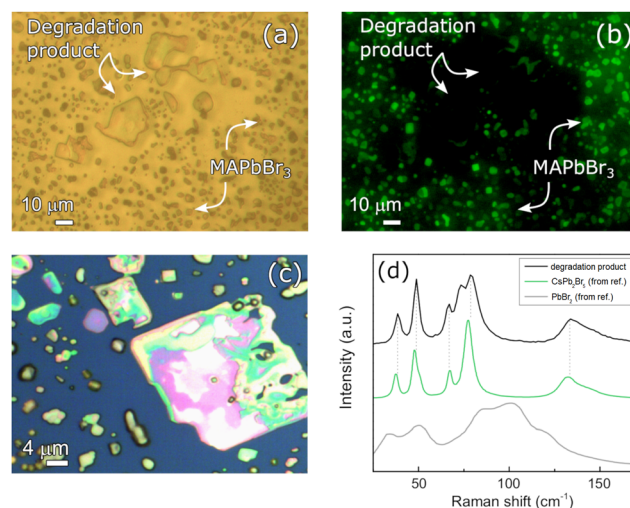 Degradation
product
(a)
MAPbBr3
10 μm
Degradation
product
(b)
MAPbBr3
10 μm
(c)
4 μm
(d)
degradation product
CsPb2Br5 (from ref.)
PbBr2 (from ref.)
Intensity (a.u.)
50
100
150
Raman shift (cm-1)